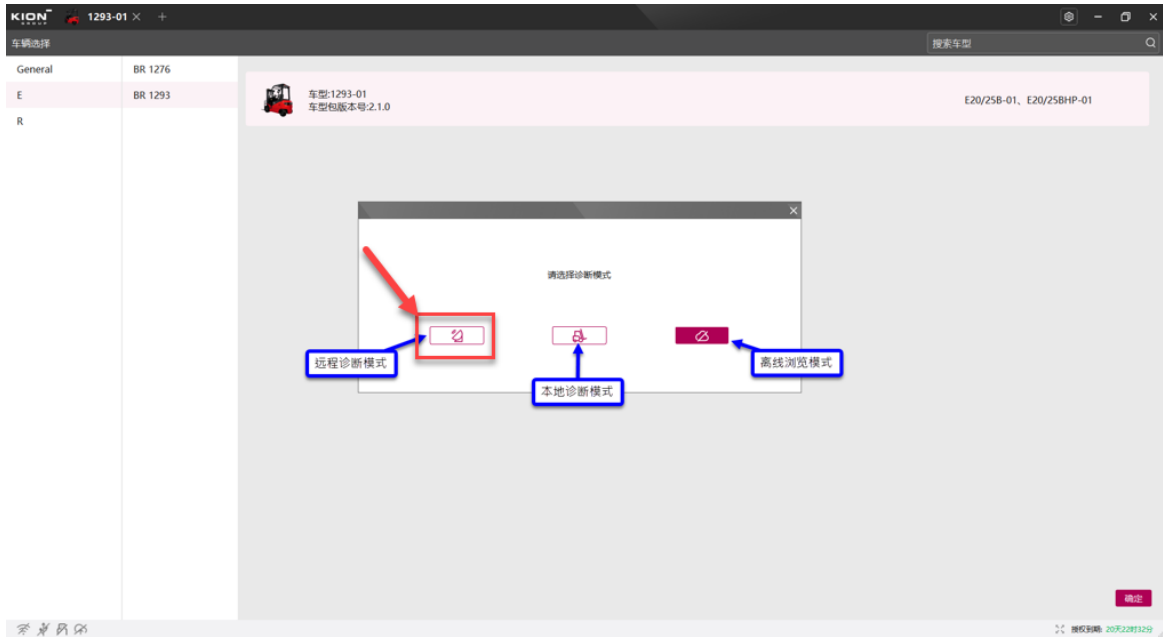 KION
GROUP
1293-01
车辆选择
搜索车型
General
BR 1276
E
BR 1293
R
车型:1293-01
车型包版本号:2.1.0
E20/25B-01、E20/25BHP-01
请选择诊断模式
远程诊断模式
本地诊断模式
离线浏览模式
确定
授权到期: 20天22时32分